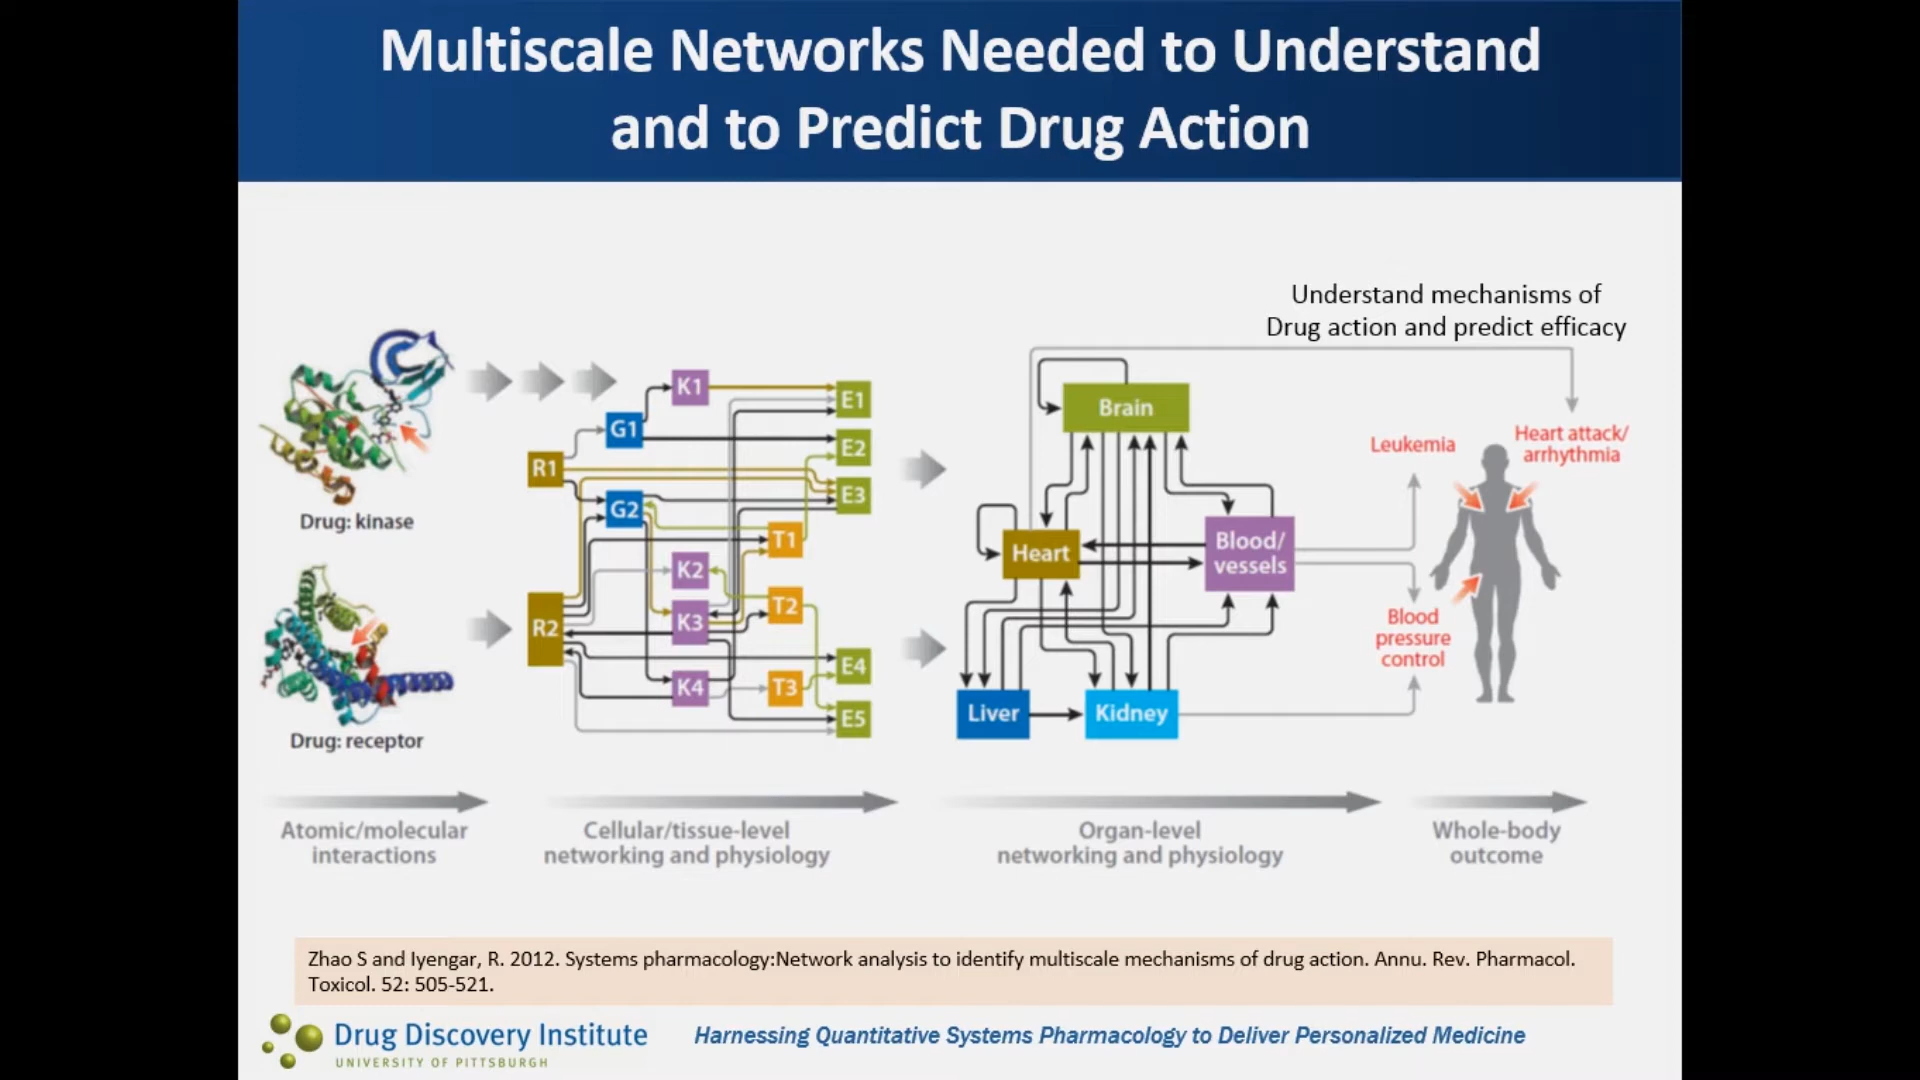 Multiscale Networks Needed to Understand
and to Predict Drug Action
Understand mechanisms of
Drug action and predict efficacy
Drug: kinase
Drug: receptor
R1
R2
G1
G2
K1
K2
K3
K4
T1
T2
T3
E1
E2
E3
E4
E5
Brain
Heart
Blood/
vessels
Liver
Kidney
Leukemia
Heart attack/
arrhythmia
Blood
pressure
control
Atomic/molecular
interactions
Cellular/tissue-level
networking and physiology
Organ-level
networking and physiology
Whole-body
outcome
Zhao S and Iyengar, R. 2012. Systems pharmacology:Network analysis to identify multiscale mechanisms of drug action. Annu. Rev. Pharmacol.
Toxicol. 52: 505-521.
Drug Discovery Institute
UNIVERSITY OF PITTSBURGH
Harnessing Quantitative Systems Pharmacology to Deliver Personalized Medicine